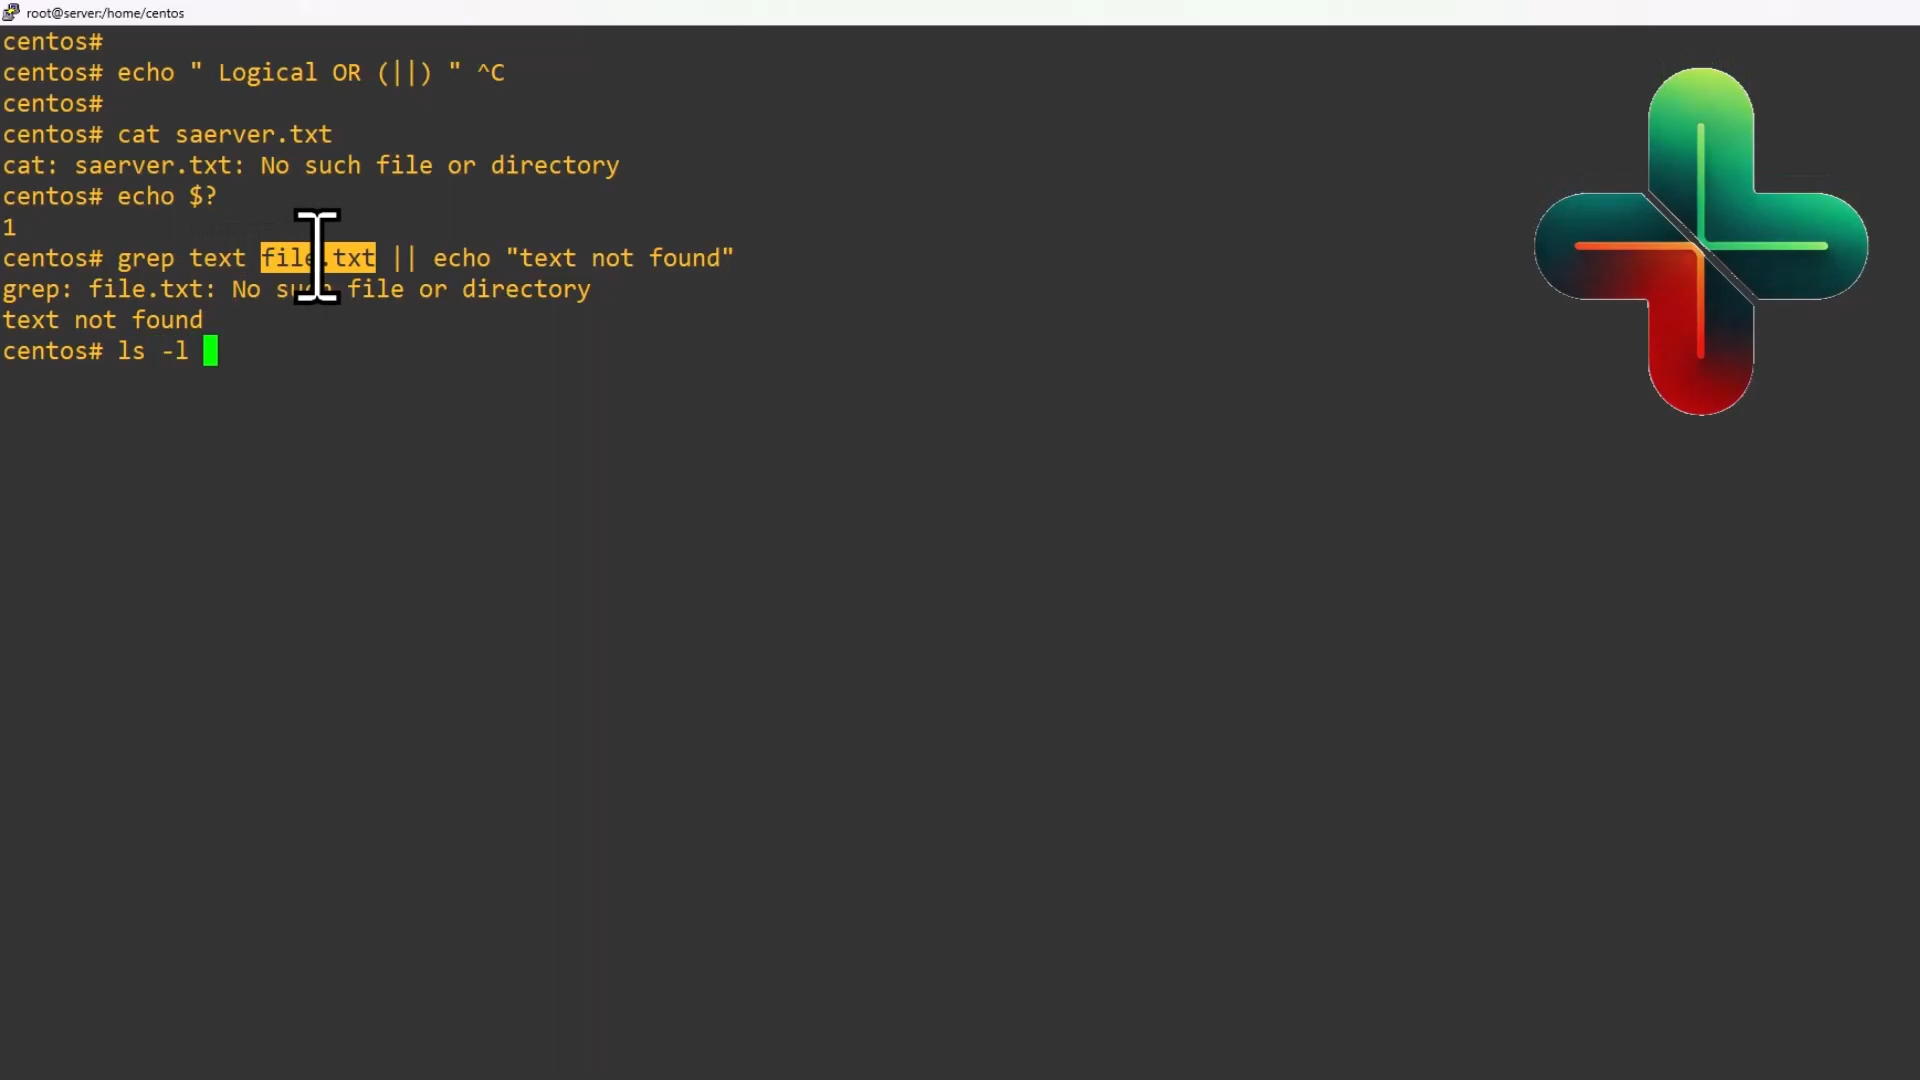 root@server:/home/centos
centos#
centos# echo " Logical OR (||) " ^C
centos#
centos# cat saerver.txt
cat: saerver.txt: No such file or directory
centos# echo $?
1
centos# grep text file.txt || echo "text not found"
grep: file.txt: No such file or directory
text not found
centos# ls -l